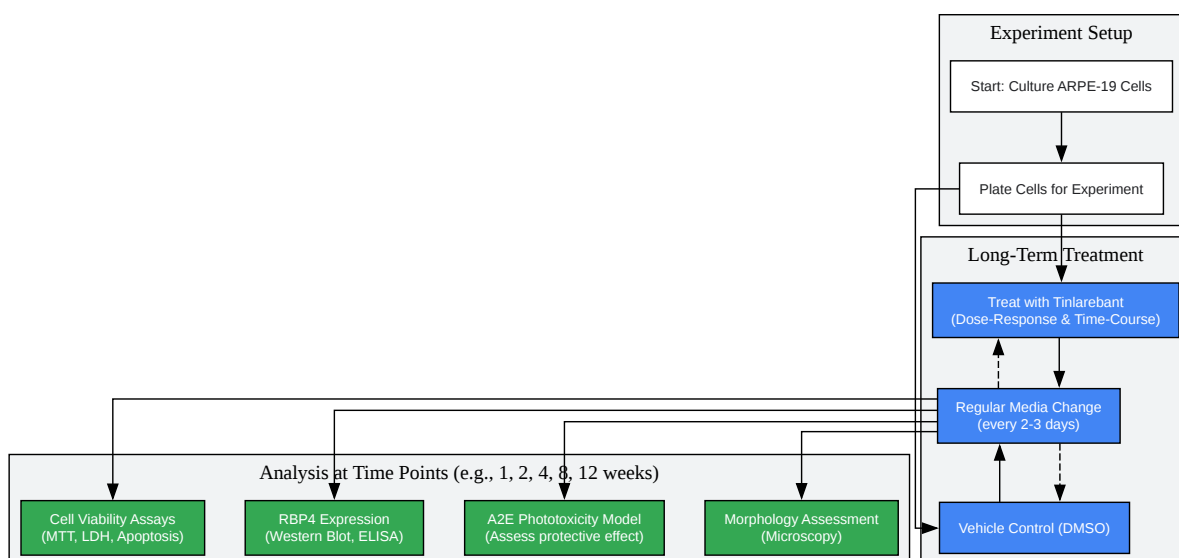 Experiment Setup
Start: Culture ARPE-19 Cells
Plate Cells for Experiment
Long-Term Treatment
Treat with Tinlarebant
(Dose-Response & Time-Course)
Regular Media Change
(every 2-3 days)
Vehicle Control (DMSO)
Analysis at Time Points (e.g., 1, 2, 4, 8, 12 weeks)
Cell Viability Assays
(MTT, LDH, Apoptosis)
RBP4 Expression
(Western Blot, ELISA)
A2E Phototoxicity Model
(Assess protective effect)
Morphology Assessment
(Microscopy)